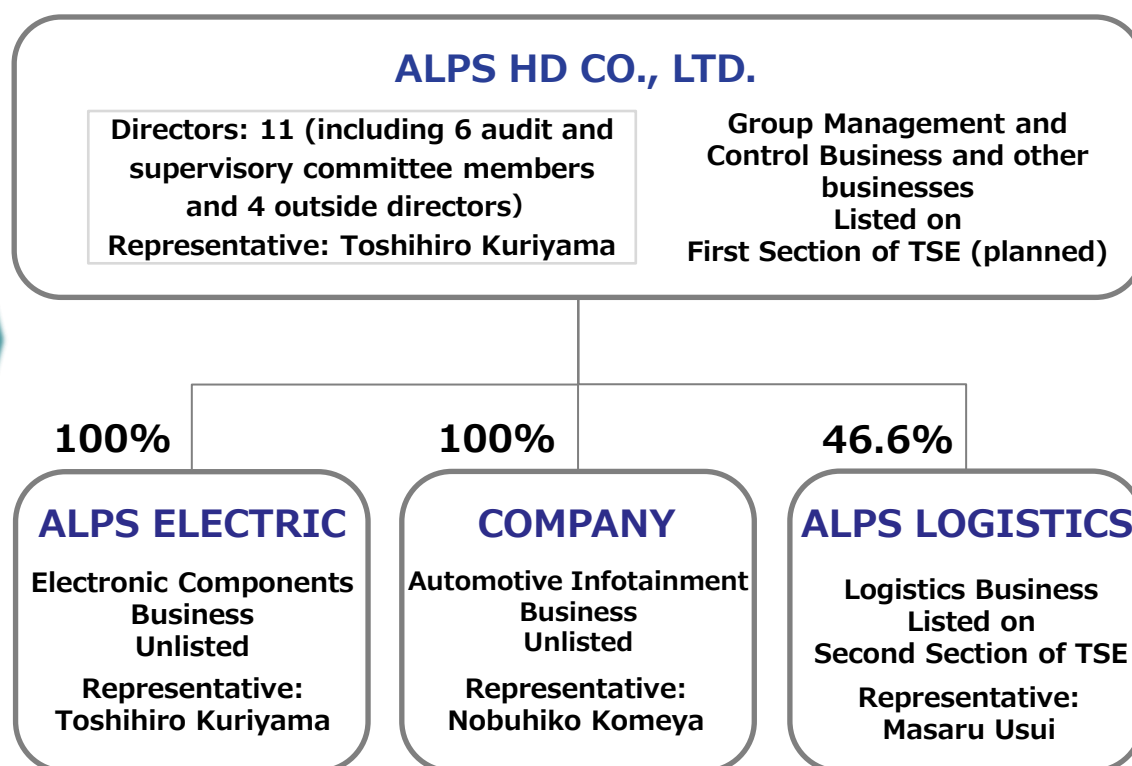 ALPS HD CO., LTD.
Directors: 11 (including 6 audit and
supervisory committee members
and 4 outside directors)
Representative: Toshihiro Kuriyama
Group Management and
Control Business and other
businesses
Listed on
First Section of TSE (planned)
100%
100%
46.6%
ALPS ELECTRIC
Electronic Components
Business
Unlisted
Representative:
Toshihiro Kuriyama
COMPANY
Automotive Infotainment
Business
Unlisted
Representative:
Nobuhiko Komeya
ALPS LOGISTICS
Logistics Business
Listed on
Second Section of TSE
Representative:
Masaru Usui